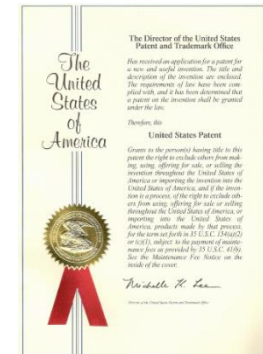 The
United
States
of
America
The Director of the United States
Patent and Trademark Office
Has received an application for a patent for
a new and useful invention. The title and
description of the invention are enclosed.
The requirements of law have been com-
plied with, and it has been determined that
a patent on the invention shall be granted
under the law.
Therefore, this
United States Patent
Grants to the person(s) having title to this
patent the right to exclude others from mak-
ing, using, offering for sale, or selling the
invention throughout the United States of
America or importing the invention into the
United States of America, and if the inven-
tion is a process, of the right to exclude oth-
ers from using, offering for sale or selling
throughout the United States of America, or
importing into the United States of
America, products made by that process,
for the term set forth in 35 U.S.C. 154(a)(2)
or (c)(1), subject to the payment of mainte-
nance fees as provided by 35 U.S.C. 41(b).
See the Maintenance Fee Notice on the
inside of the cover.
Michelle K. Lee